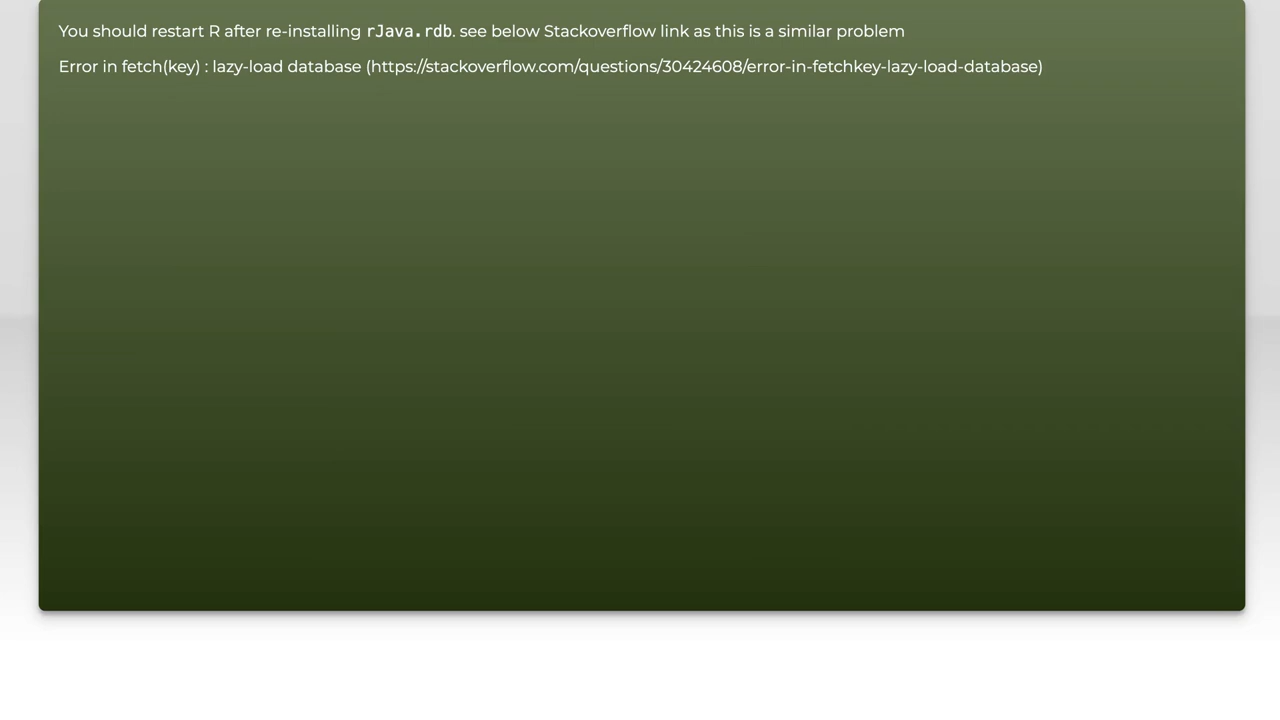 You should restart R after re-installing rJava.rdb. see below Stackoverflow link as this is a similar problem
Error in fetch(key) : lazy-load database (https://stackoverflow.com/questions/30424608/error-in-fetchkey-lazy-load-database)